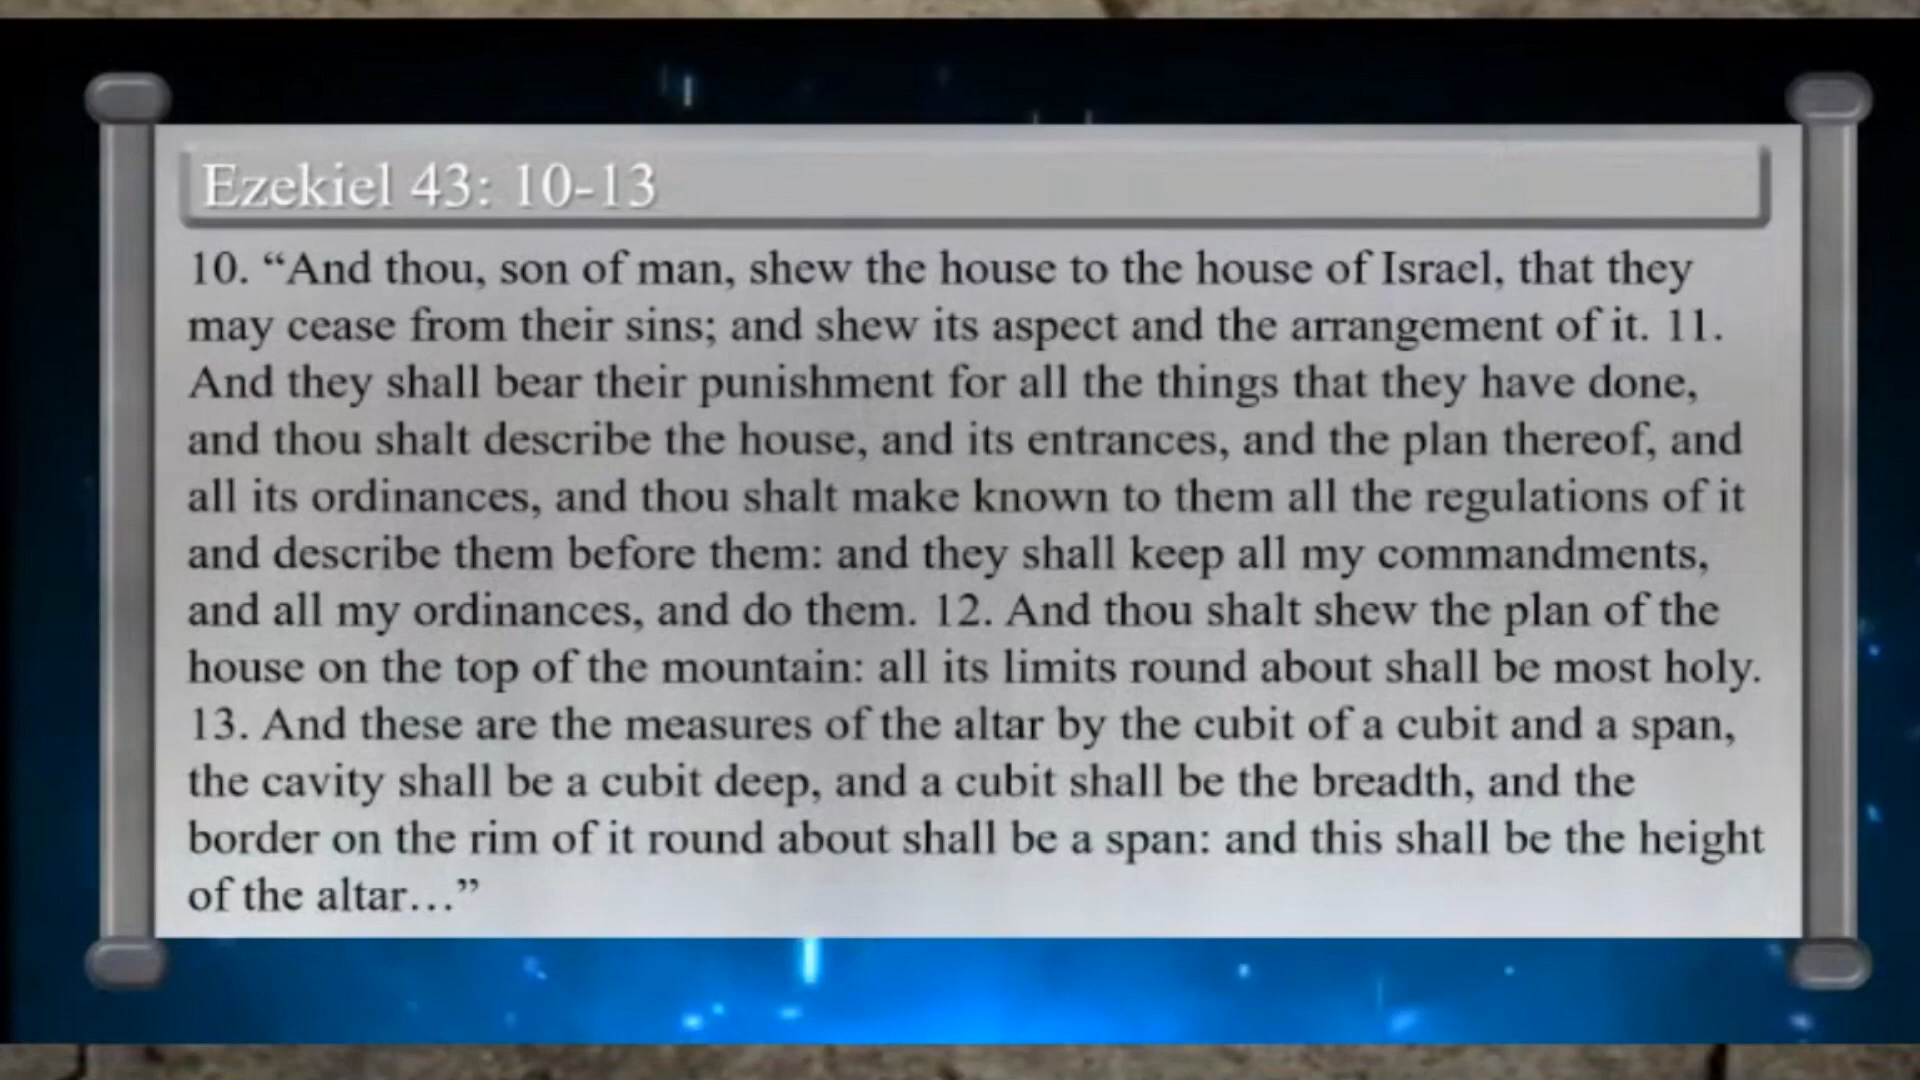 Ezekiel 43: 10-13
10. “And thou, son of man, shew the house to the house of Israel, that they
may cease from their sins; and shew its aspect and the arrangement of it. 11.
And they shall bear their punishment for all the things that they have done,
and thou shalt describe the house, and its entrances, and the plan thereof, and
all its ordinances, and thou shalt make known to them all the regulations of it
and describe them before them: and they shall keep all my commandments,
and all my ordinances, and do them. 12. And thou shalt shew the plan of the
house on the top of the mountain: all its limits round about shall be most holy.
13. And these are the measures of the altar by the cubit of a cubit and a span,
the cavity shall be a cubit deep, and a cubit shall be the breadth, and the
border on the rim of it round about shall be a span: and this shall be the height
of the altar…”